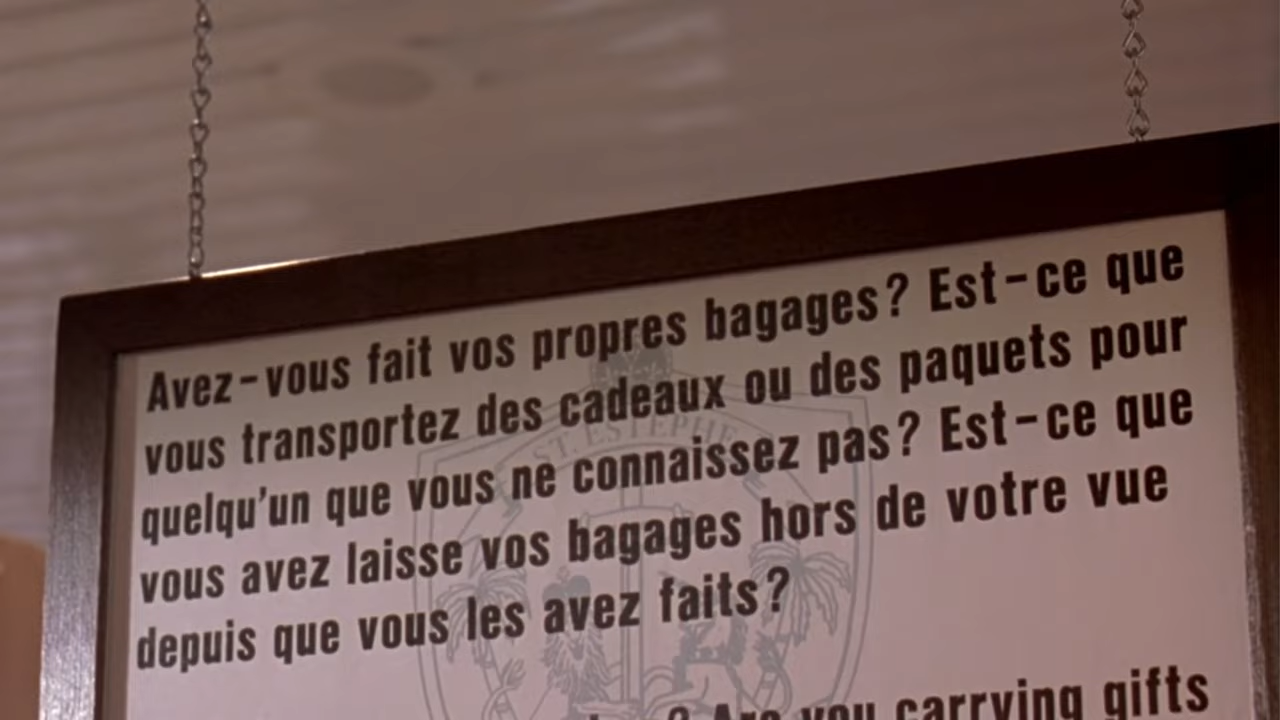 Avez-vous fait vos propres bagages? Est-ce que
vous transportez des cadeaux ou des paquets pour
quelqu'un que vous ne connaissez pas? Est-ce que
vous avez laisse vos bagages hors de votre vue
depuis que vous les avez faits?
ST. ESTEPHE
? Are you carrying gifts